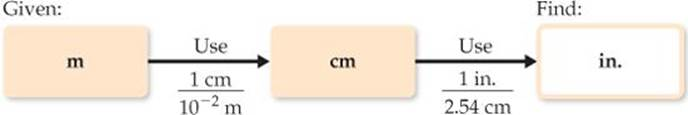 Given:
Find:
m
Use
1 cm
10⁻² m
cm
Use
1 in.
2.54 cm
in.